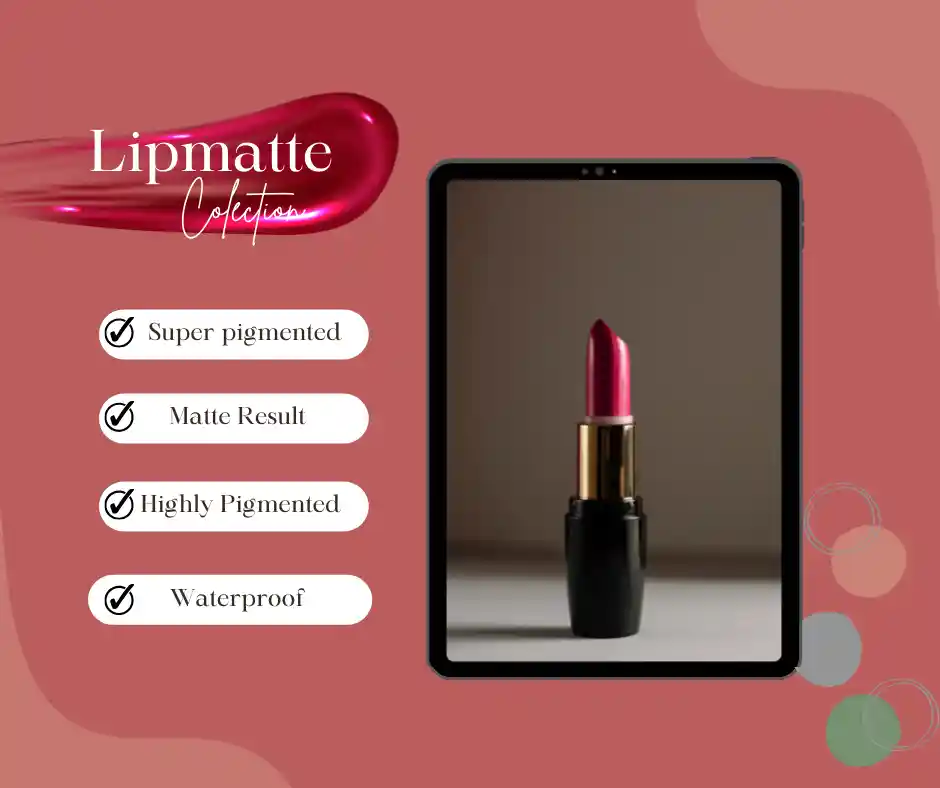 Lipmatte
Colection
Super pigmented
Matte Result
Highly Pigmented
Waterproof